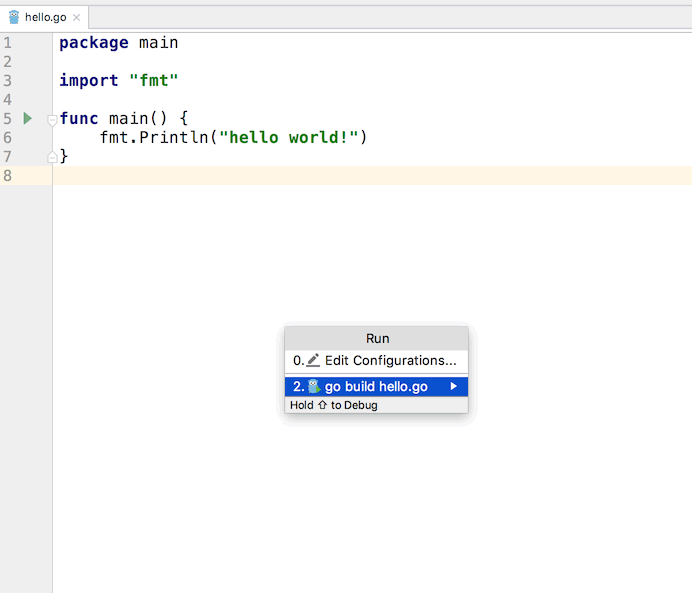 hello.go
1 package main
2
3 import "fmt"
4
5 func main() {
6     fmt.Println("hello world!")
7 }
8
Run
0. Edit Configurations...
2. go build hello.go
Hold ⇧ to Debug